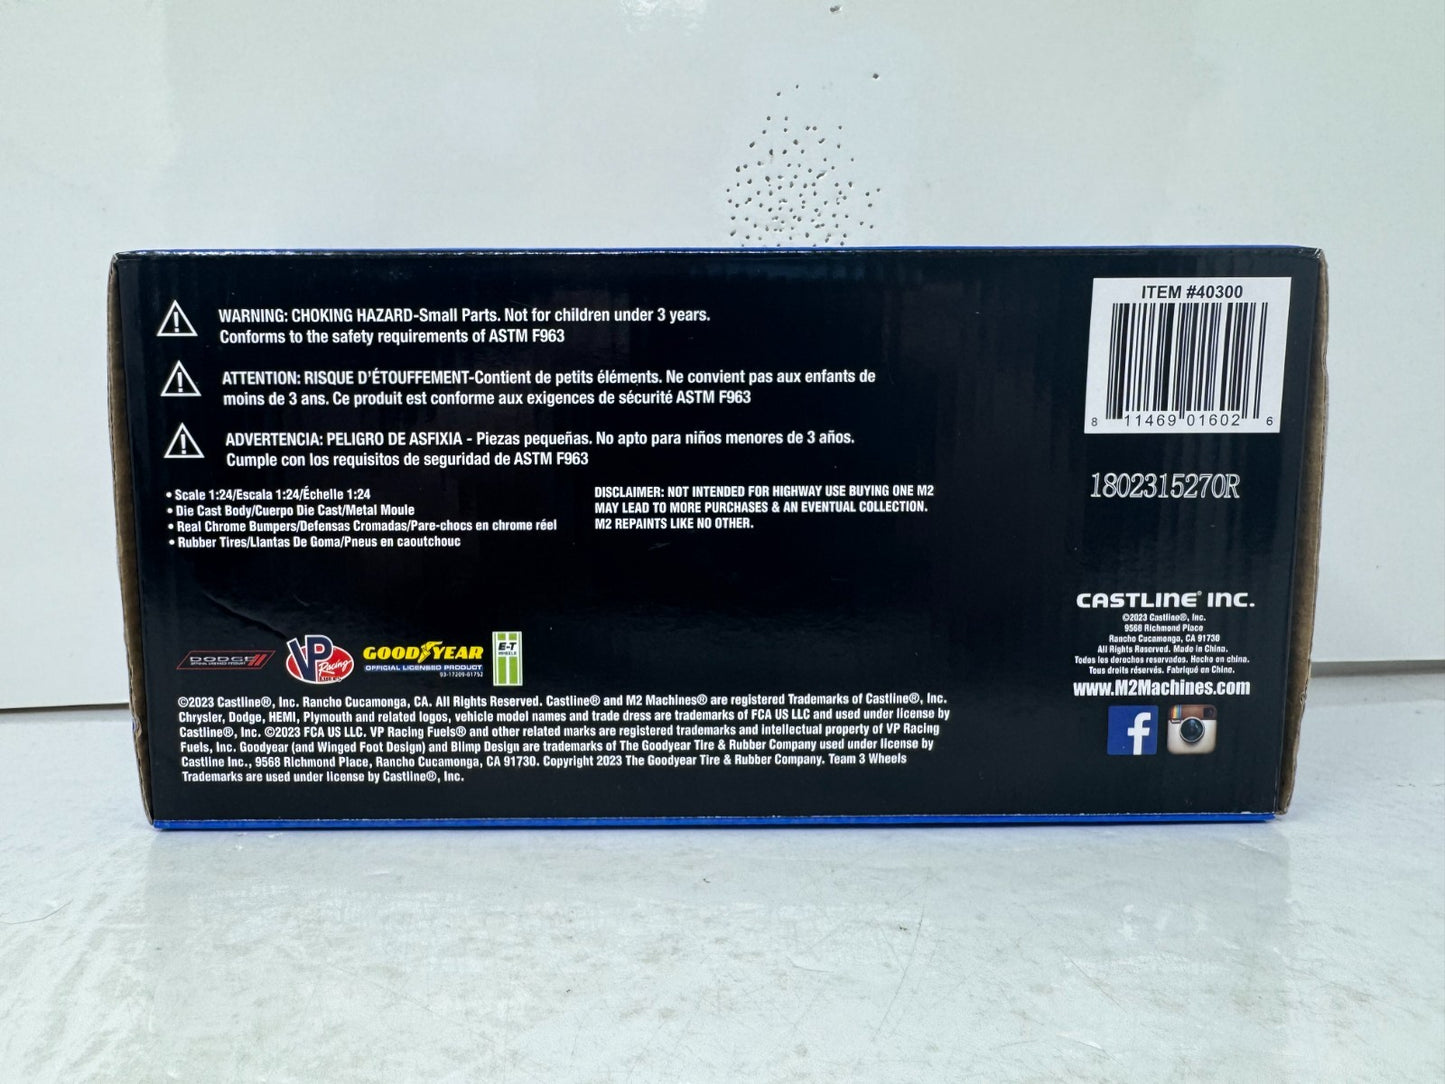 WARNING: CHOKING HAZARD-Small Parts. Not for children under 3 years.
Conforms to the safety requirements of ASTM F963
ATTENTION: RISQUE D'ÉTOUFFEMENT-Contient de petits éléments. Ne convient pas aux enfants de
moins de 3 ans. Ce produit est conforme aux exigences de sécurité ASTM F963
ADVERTENCIA: PELIGRO DE ASFIXIA - Piezas pequeñas. No apto para niños menores de 3 años.
Cumple con los requisitos de seguridad de ASTM F963
• Scale 1:24/Escala 1:24/Échelle 1:24
• Die Cast Body/Cuerpo Die Cast/Metal Moule
• Real Chrome Bumpers/Defensas Cromadas/Pare-chocs en chrome réel
• Rubber Tires/Llantas De Goma/Pneus en caoutchouc
DISCLAIMER: NOT INTENDED FOR HIGHWAY USE BUYING ONE M2
MAY LEAD TO MORE PURCHASES & AN EVENTUAL COLLECTION.
M2 REPAINTS LIKE NO OTHER.
ITEM #40300
8 11469 01602 6
1802315270R
DODGE
OFFICIAL LICENSED PRODUCT
VP Racing
FUELS
GOODYEAR
OFFICIAL LICENSED PRODUCT
03-17209-01752
E-T
WHEELS
©2023 Castline®, Inc. Rancho Cucamonga, CA. All Rights Reserved. Castline® and M2 Machines® are registered Trademarks of Castline®, Inc.
Chrysler, Dodge, HEMI, Plymouth and related logos, vehicle model names and trade dress are trademarks of FCA US LLC and used under license by
Castline®, Inc. ©2023 FCA US LLC. VP Racing Fuels® and other related marks are registered trademarks and intellectual property of VP Racing
Fuels, Inc. Goodyear (and Winged Foot Design) and Blimp Design are trademarks of The Goodyear Tire & Rubber Company used under license by
Castline Inc., 9568 Richmond Place, Rancho Cucamonga, CA 91730. Copyright 2023 The Goodyear Tire & Rubber Company. Team 3 Wheels
Trademarks are used under license by Castline®, Inc.
CASTLINE® INC.
©2023 Castline®, Inc.
9568 Richmond Place
Rancho Cucamonga, CA 91730
All Rights Reserved. Made in China.
Todos los derechos reservados. Hecho en china.
Tous droits réservés. Fabriqué en Chine.
www.M2Machines.com
f